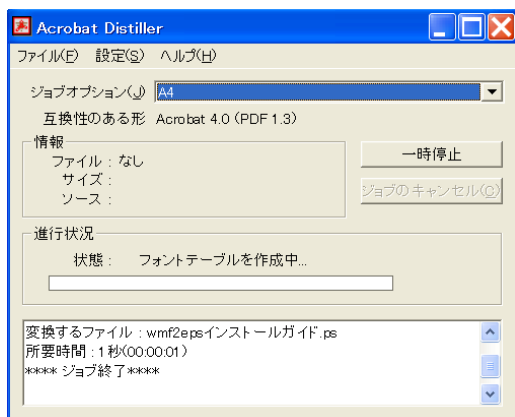 Acrobat Distiller
ファイル(F) 設定(S) ヘルプ(H)
ジョブオプション(J) A4
互換性のある形 Acrobat 4.0 (PDF 1.3)
情報
ファイル : なし
サイズ :
ソース :
一時停止
ジョブのキャンセル(C)
進行状況
状態 : フォントテーブルを作成中...
変換するファイル : wmf2epsインストールガイド.ps
所要時間 : 1 秒(00:00:01)
**** ジョブ終了****